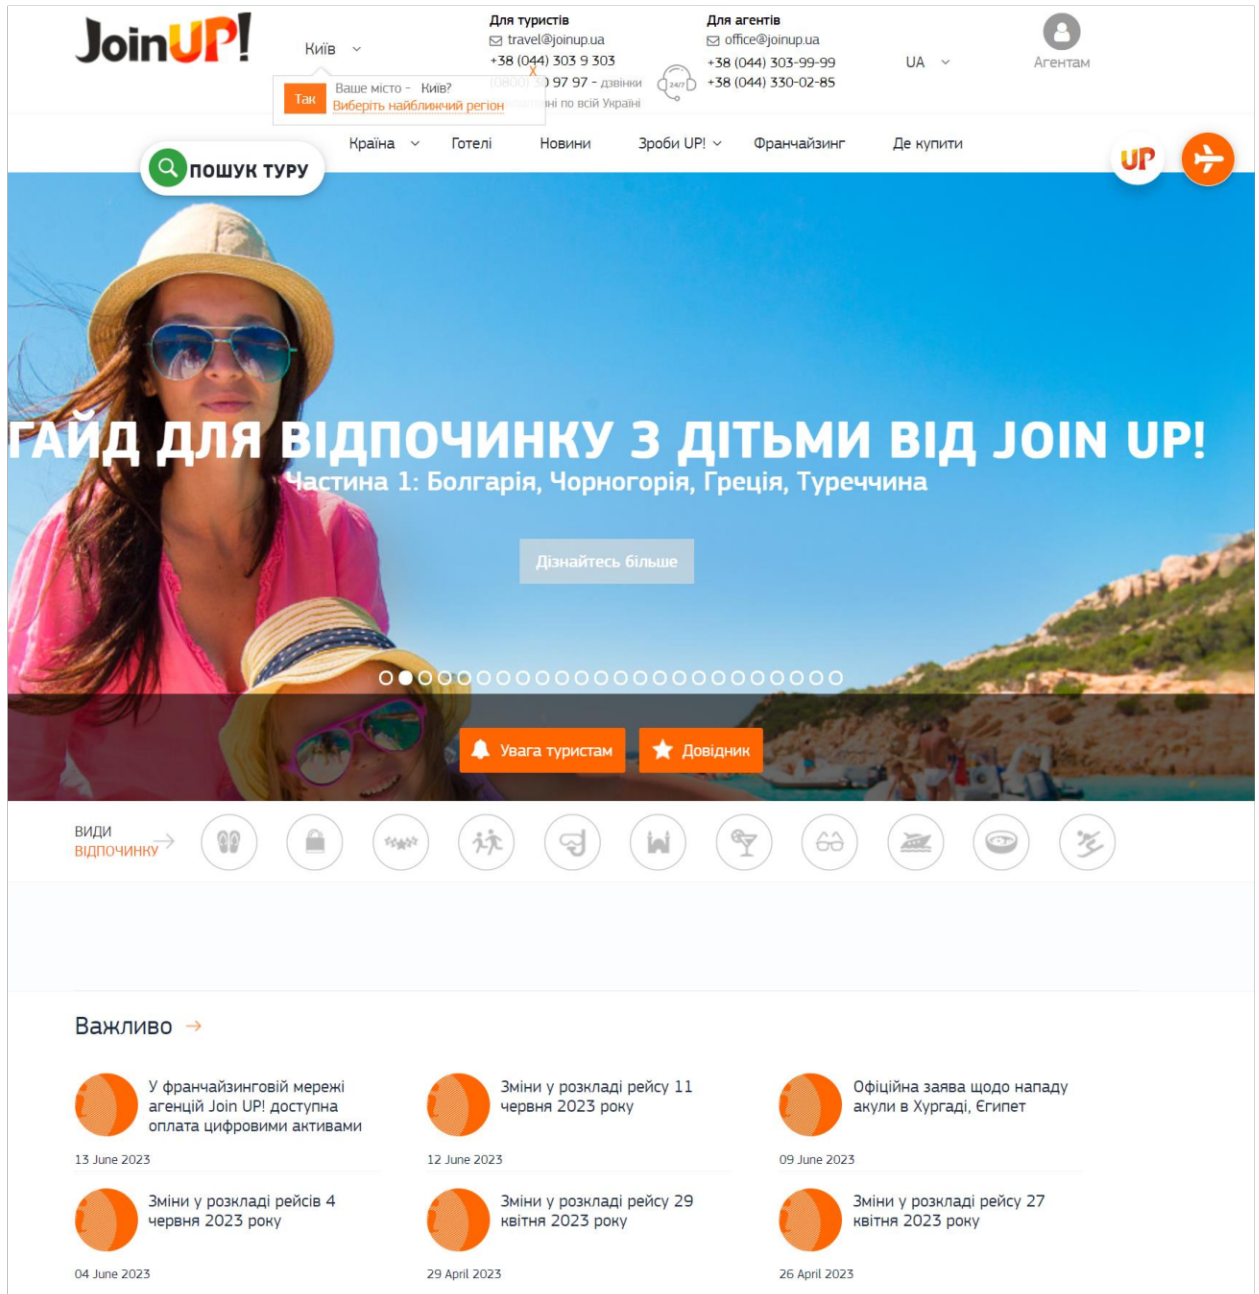 JoinUP!
Київ
Для туристів
travel@joinup.ua
+38 (044) 303 9 303
(0800) 30 97 97 - дзвінки
ні по всій Україні
Для агентів
office@joinup.ua
+38 (044) 303-99-99
+38 (044) 330-02-85
24/7
UA
Агентам
X
Ваше місто - Київ?
Так
Виберіть найближчий регіон
Країна
Готелі
Новини
Зроби UP!
Франчайзинг
Де купити
ПОШУК ТУРУ
UP
ГАЙД ДЛЯ ВІДПОЧИНКУ З ДІТЬМИ ВІД JOIN UP!
Частина 1: Болгарія, Чорногорія, Греція, Туреччина
Дізнайтесь більше
Увага туристам
Довідник
ВИДИ
ВІДПОЧИНКУ
Важливо
У франчайзинговій мережі
агенцій Join UP! доступна
оплата цифровими активами
13 June 2023
Зміни у розкладі рейсу 11
червня 2023 року
12 June 2023
Офіційна заява щодо нападу
акули в Хургаді, Єгипет
09 June 2023
Зміни у розкладі рейсів 4
червня 2023 року
04 June 2023
Зміни у розкладі рейсу 29
квітня 2023 року
29 April 2023
Зміни у розкладі рейсу 27
квітня 2023 року
26 April 2023